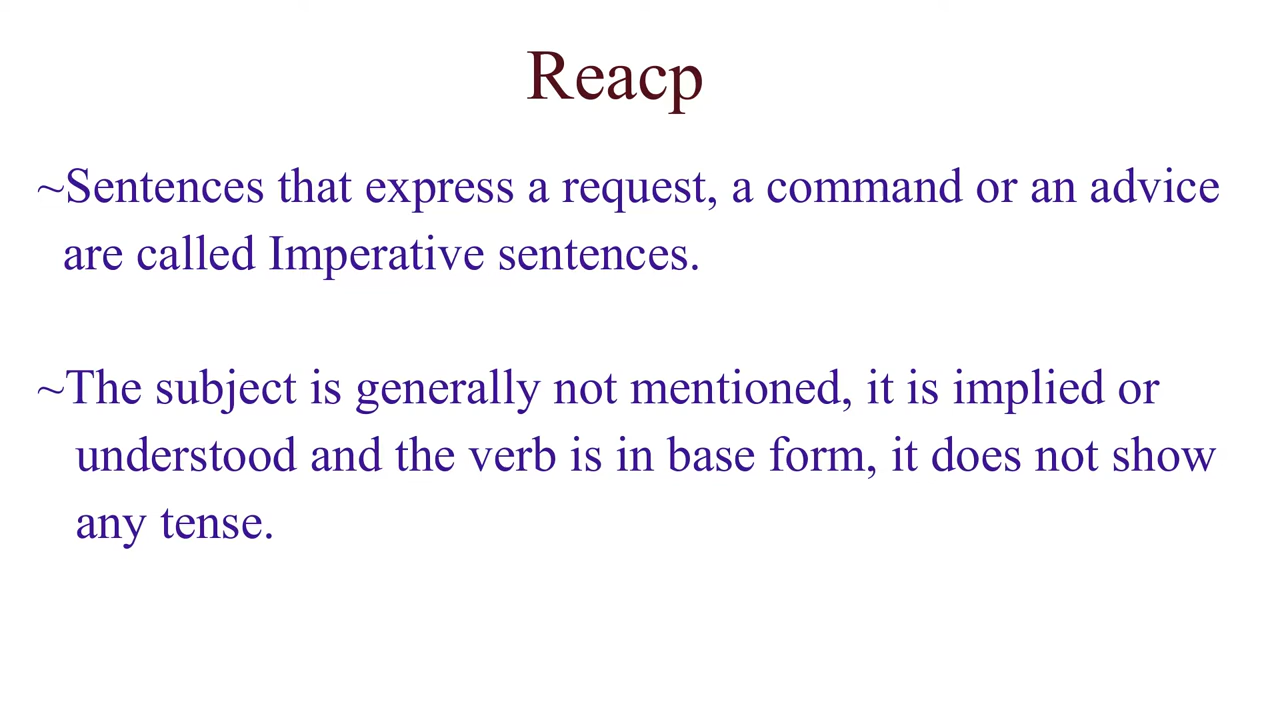 Reacp
~Sentences that express a request, a command or an advice
are called Imperative sentences.
~The subject is generally not mentioned, it is implied or
understood and the verb is in base form, it does not show
any tense.